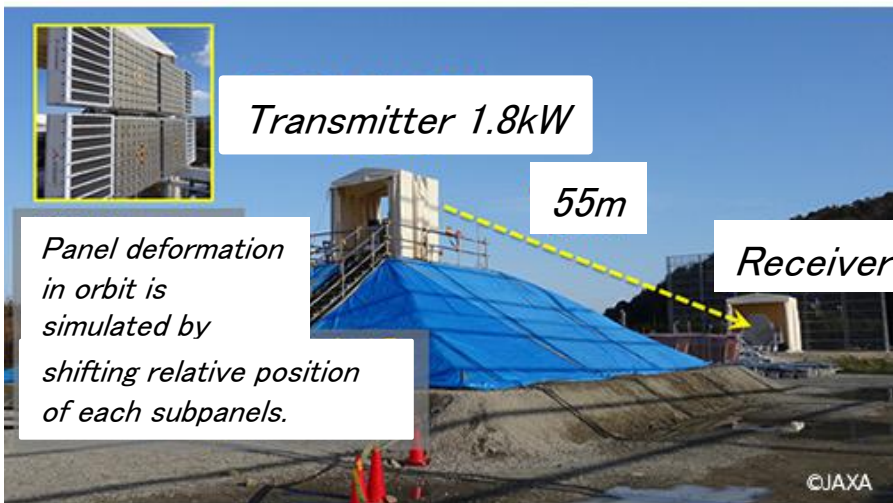 Transmitter 1.8kW
55m
Receiver
Panel deformation
in orbit is
simulated by
shifting relative position
of each subpanels.
©JAXA